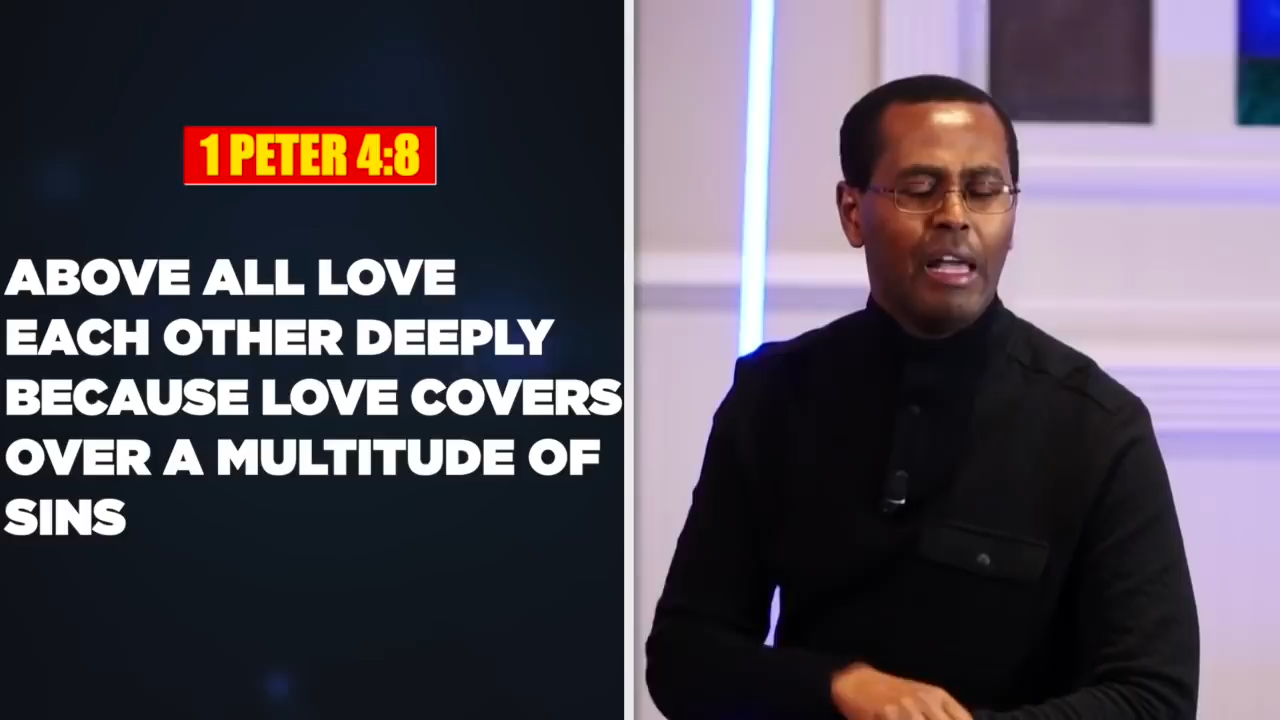 1 PETER 4:8
ABOVE ALL LOVE
EACH OTHER DEEPLY
BECAUSE LOVE COVERS
OVER A MULTITUDE OF
SINS